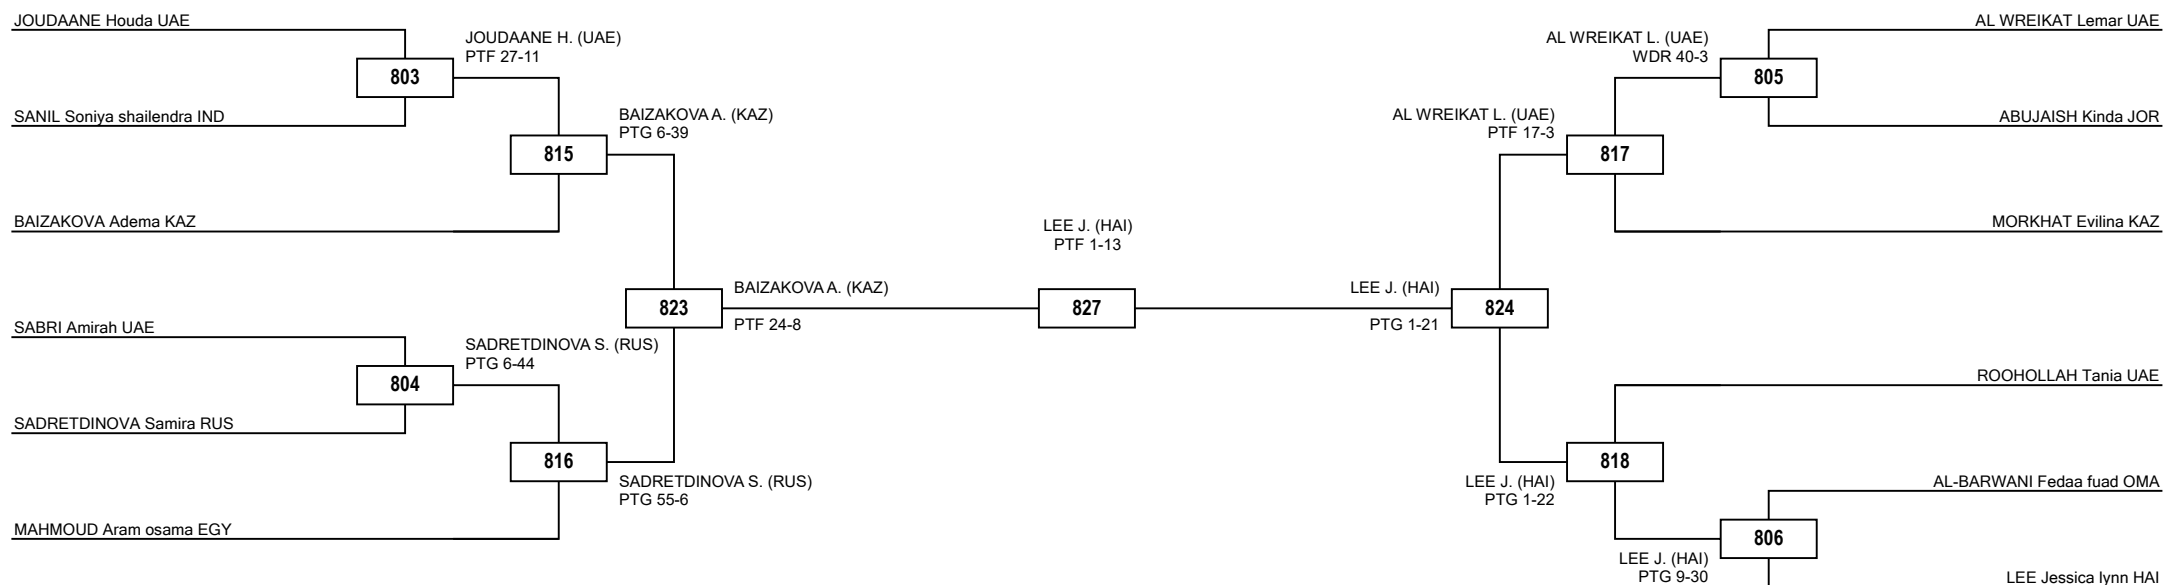 JOUDAANE Houda UAE
AL WREIKAT Lemar UAE
JOUDAANE H. (UAE)
PTF 27-11
AL WREIKAT L. (UAE)
WDR 40-3
803
805
SANIL Soniya shailendra IND
BAIZAKOVA A. (KAZ)
PTG 6-39
AL WREIKAT L. (UAE)
PTF 17-3
ABUJAISH Kinda JOR
815
817
BAIZAKOVA Adema KAZ
LEE J. (HAI)
PTF 1-13
MORKHAT Evilina KAZ
BAIZAKOVA A. (KAZ)
LEE J. (HAI)
823
827
824
PTF 24-8
PTG 1-21
SABRI Amirah UAE
SADRETDINOVA S. (RUS)
PTG 6-44
804
ROOHOLLAH Tania UAE
SADRETDINOVA Samira RUS
816
818
SADRETDINOVA S. (RUS)
PTG 55-6
LEE J. (HAI)
PTG 1-22
AL-BARWANI Fedaa fuad OMA
MAHMOUD Aram osama EGY
806
LEE J. (HAI)
PTG 9-30
LEE Jessica lynn HAI